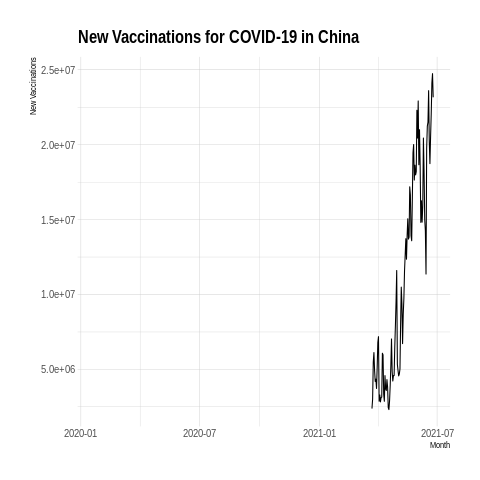 New Vaccinations for COVID-19 in China
New Vaccinations
2.5e+07
2.0e+07
1.5e+07
1.0e+07
5.0e+06
2020-01
2020-07
2021-01
2021-07
Month